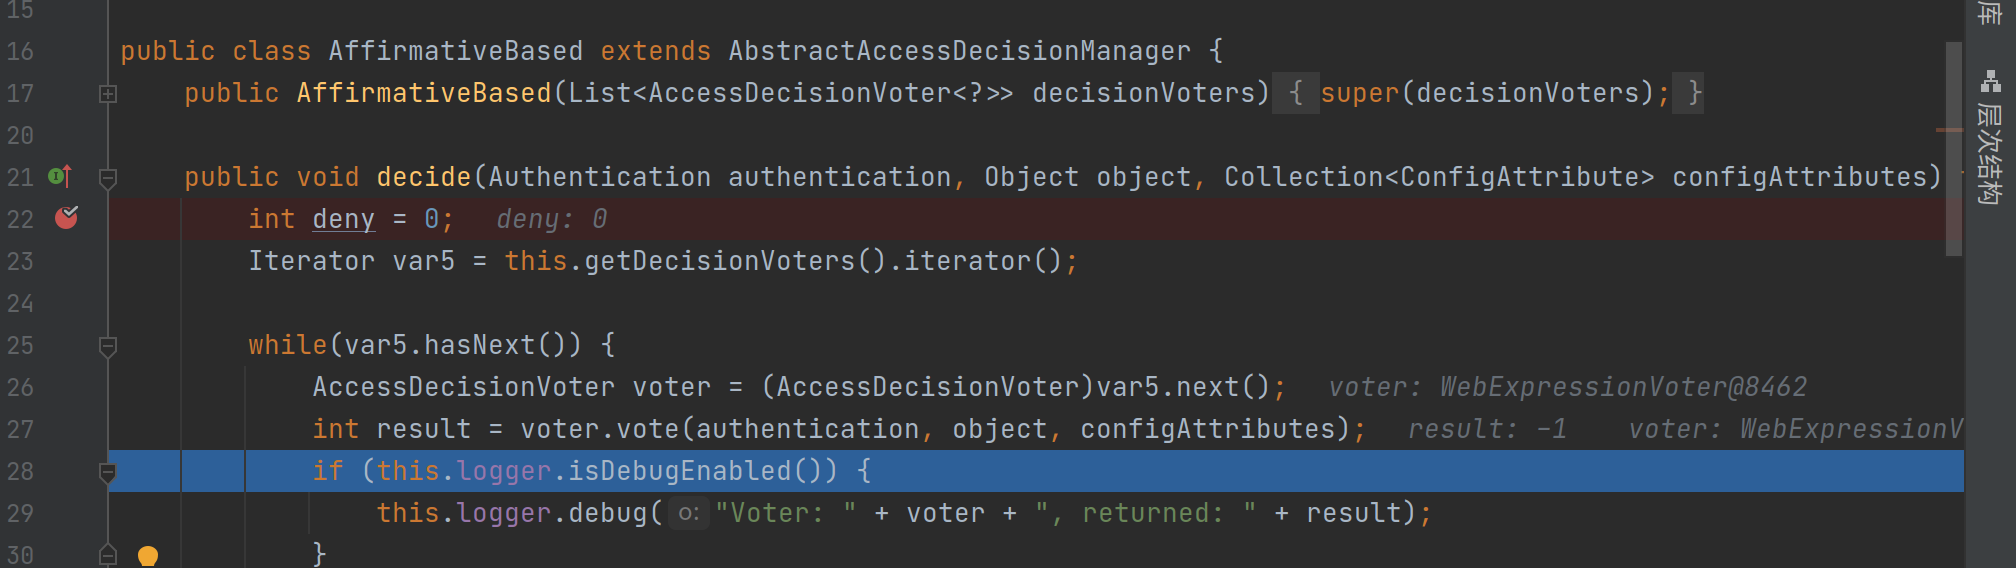 15
16 public class AffirmativeBased extends AbstractAccessDecisionManager {
17 public AffirmativeBased(List<AccessDecisionVoter<?>> decisionVoters) { super(decisionVoters); }
20
21 public void decide(Authentication authentication, Object object, Collection<ConfigAttribute> configAttributes)
22 int deny = 0; deny: 0
23 Iterator var5 = this.getDecisionVoters().iterator();
24
25 while(var5.hasNext()) {
26 AccessDecisionVoter voter = (AccessDecisionVoter)var5.next(); voter: WebExpressionVoter@8462
27 int result = voter.vote(authentication, object, configAttributes); result: -1 voter: WebExpressionV
28 if (this.logger.isDebugEnabled()) {
29 this.logger.debug( o: "Voter: " + voter + ", returned: " + result);
30 }
库
层次结构